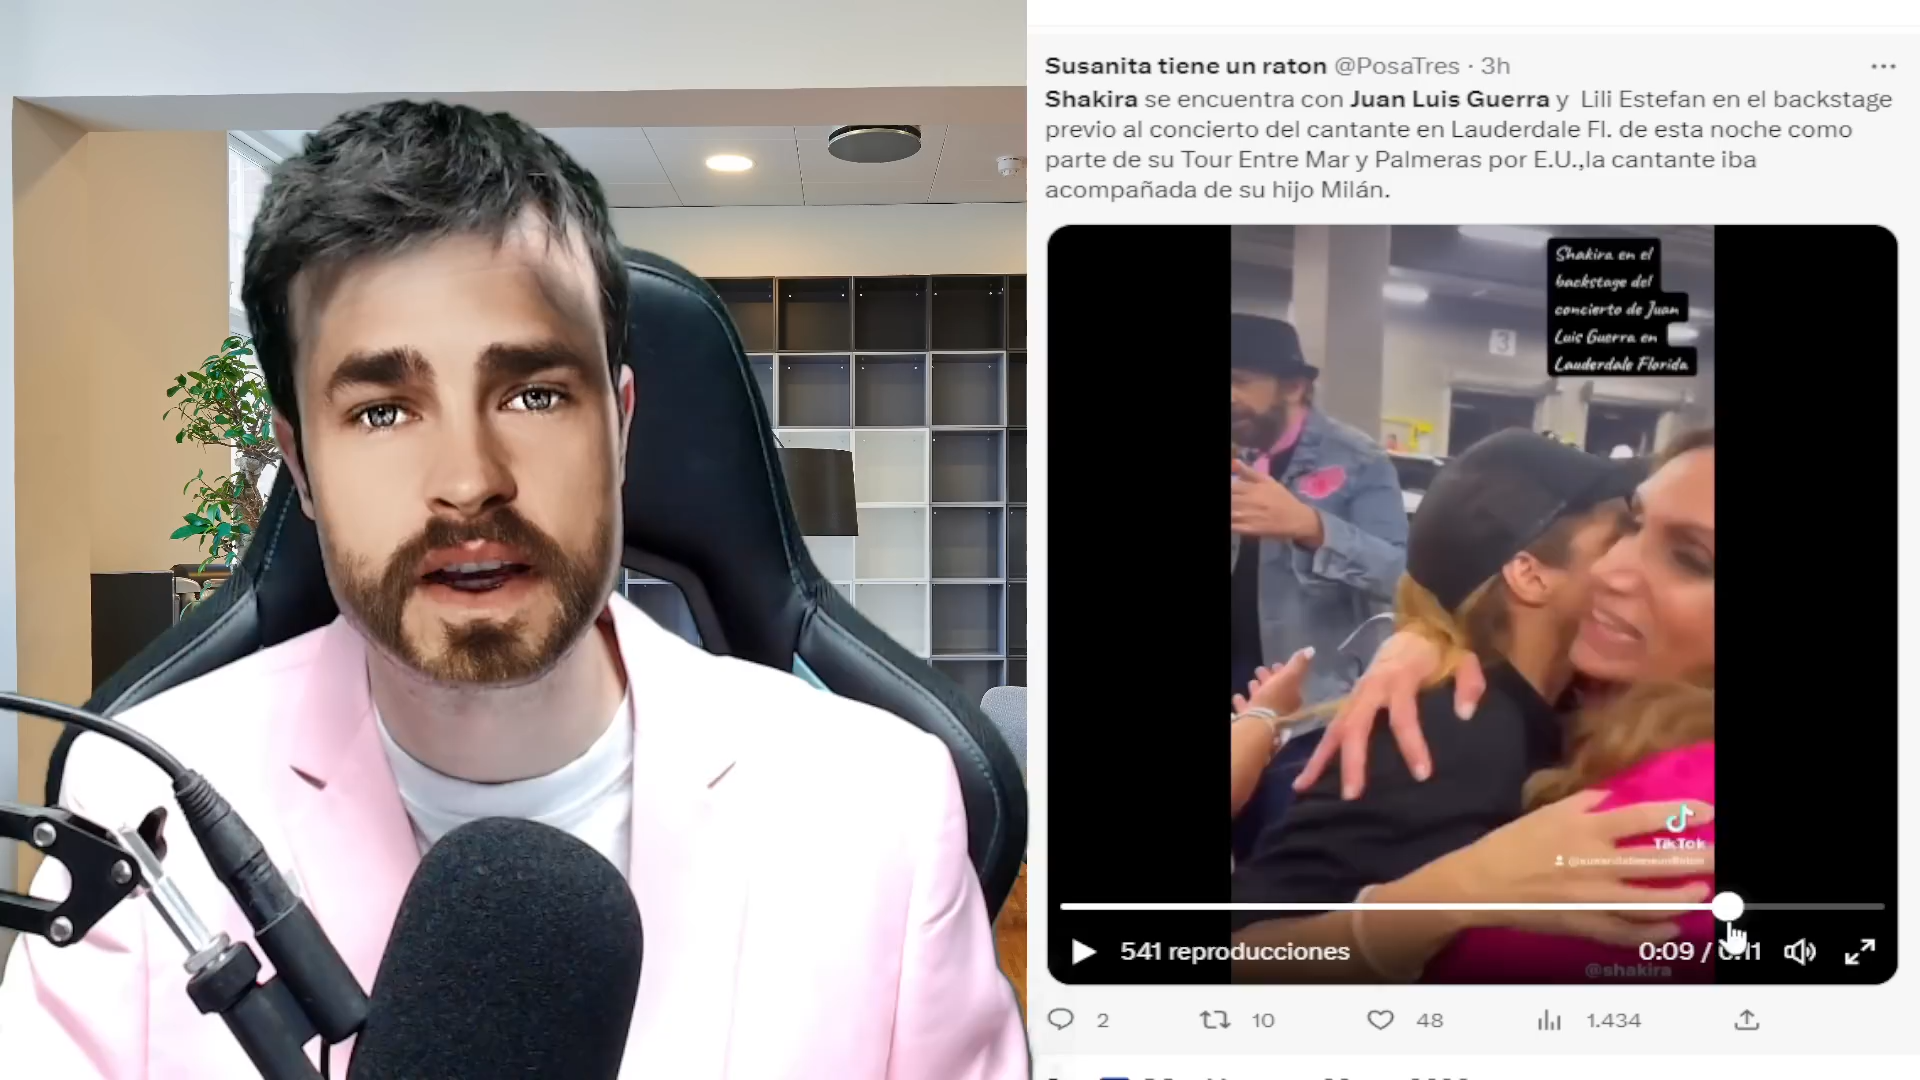 Susanita tiene un raton @PosaTres · 3h
Shakira se encuentra con Juan Luis Guerra y Lili Estefan en el backstage
previo al concierto del cantante en Lauderdale Fl. de esta noche como
parte de su Tour Entre Mar y Palmeras por E.U.,la cantante iba
acompañada de su hijo Milán.
Shakira en el
backstage del
concierto de Juan
Luis Guerra en
Lauderdale Florida
3
TikTok
541 reproducciones
0:09 /
@shakira
2 10 48 1.434